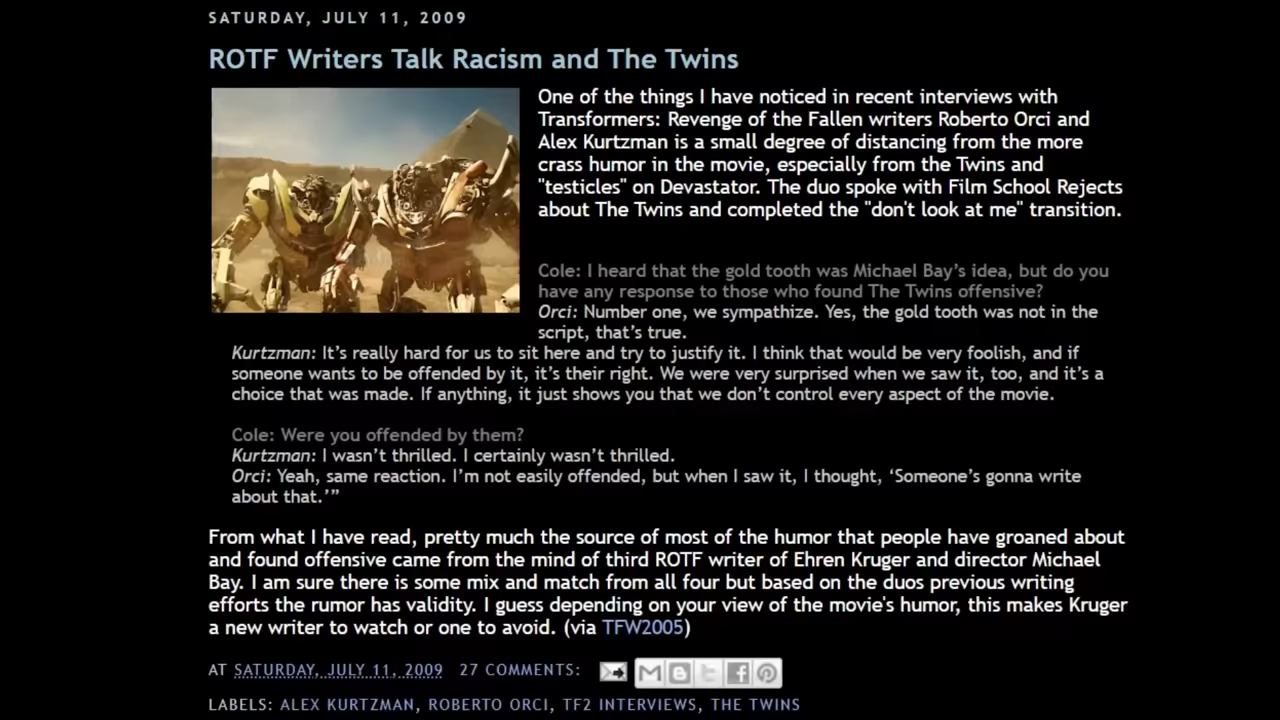 SATURDAY, JULY 11, 2009
ROTF Writers Talk Racism and The Twins
One of the things I have noticed in recent interviews with
Transformers: Revenge of the Fallen writers Roberto Orci and
Alex Kurtzman is a small degree of distancing from the more
crass humor in the movie, especially from the Twins and
"testicles" on Devastator. The duo spoke with Film School Rejects
about The Twins and completed the "don't look at me" transition.
Cole: I heard that the gold tooth was Michael Bay’s idea, but do you
have any response to those who found The Twins offensive?
Orci: Number one, we sympathize. Yes, the gold tooth was not in the
script, that’s true.
Kurtzman: It’s really hard for us to sit here and try to justify it. I think that would be very foolish, and if
someone wants to be offended by it, it’s their right. We were very surprised when we saw it, too, and it’s a
choice that was made. If anything, it just shows you that we don’t control every aspect of the movie.
Cole: Were you offended by them?
Kurtzman: I wasn’t thrilled. I certainly wasn’t thrilled.
Orci: Yeah, same reaction. I’m not easily offended, but when I saw it, I thought, ‘Someone’s gonna write
about that.’”
From what I have read, pretty much the source of most of the humor that people have groaned about
and found offensive came from the mind of third ROTF writer of Ehren Kruger and director Michael
Bay. I am sure there is some mix and match from all four but based on the duos previous writing
efforts the rumor has validity. I guess depending on your view of the movie's humor, this makes Kruger
a new writer to watch or one to avoid. (via TFW2005)
AT SATURDAY, JULY 11, 2009 27 COMMENTS:
LABELS: ALEX KURTZMAN, ROBERTO ORCI, TF2 INTERVIEWS, THE TWINS